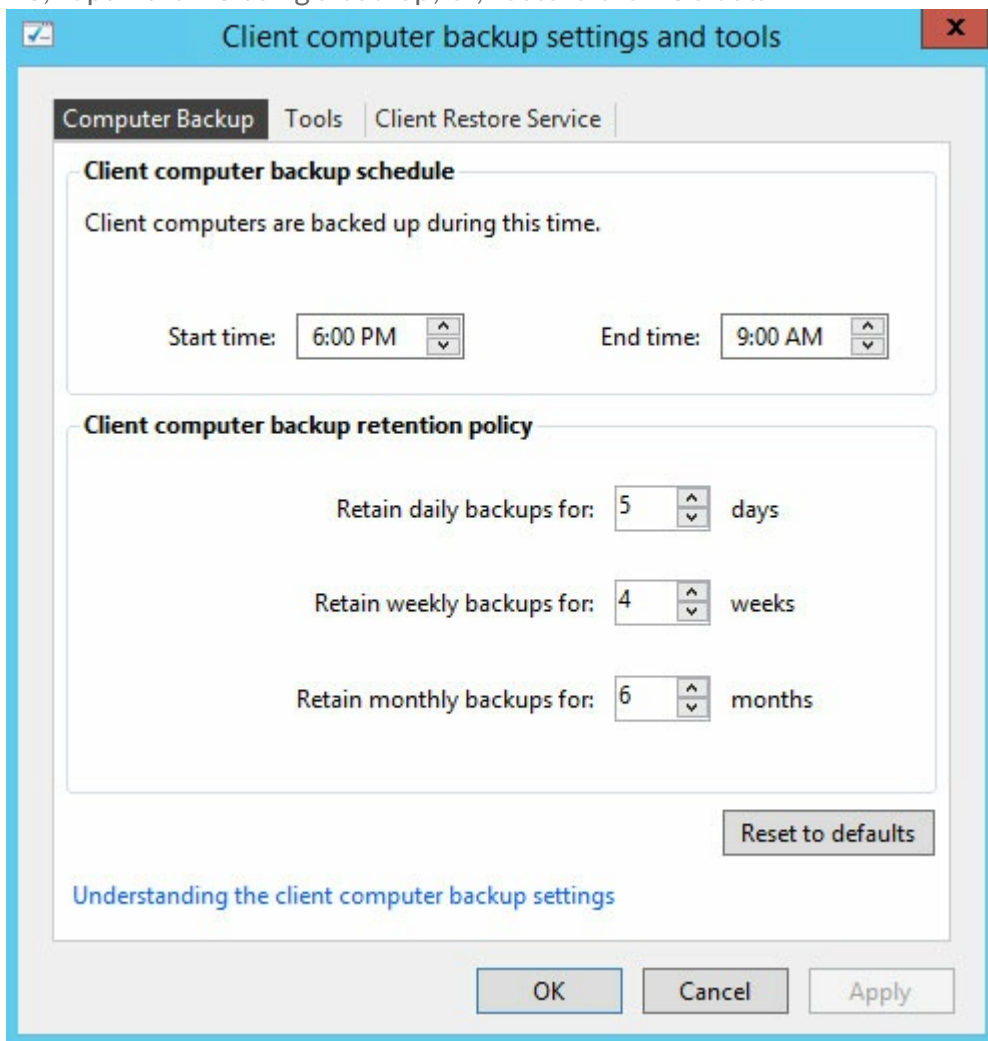 Client computer backup settings and tools
x
Computer Backup Tools Client Restore Service
Client computer backup schedule
Client computers are backed up during this time.
Start time: 6:00 PM End time: 9:00 AM
Client computer backup retention policy
Retain daily backups for: 5 days
Retain weekly backups for: 4 weeks
Retain monthly backups for: 6 months
Reset to defaults
Understanding the client computer backup settings
OK Cancel Apply